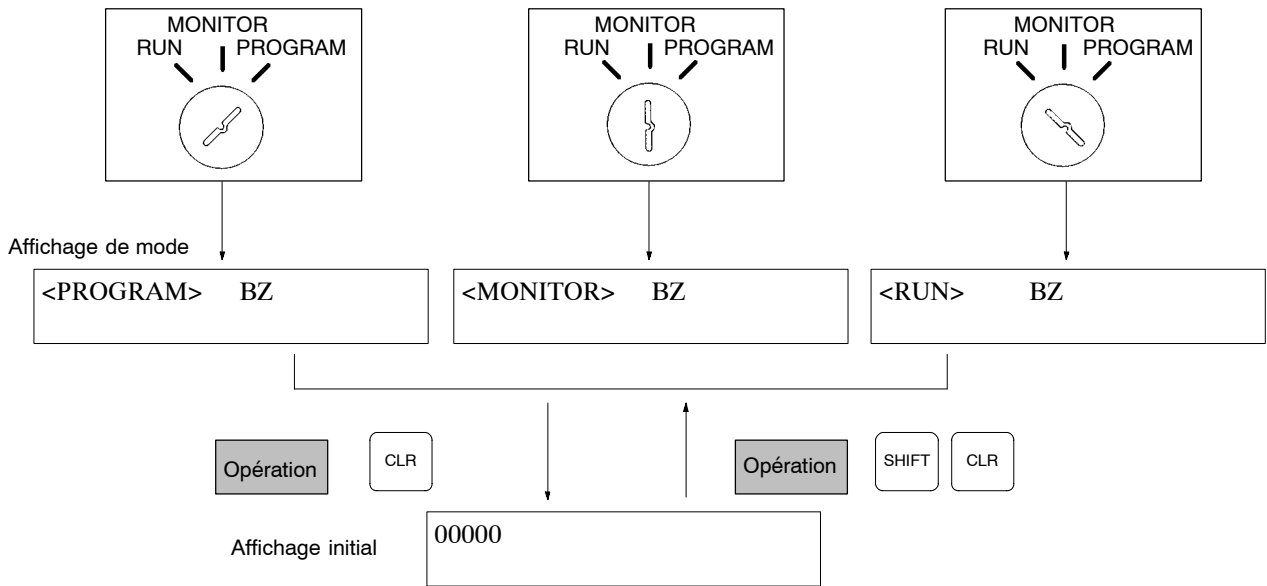 MONITOR
RUN PROGRAM
MONITOR
RUN PROGRAM
MONITOR
RUN PROGRAM
Affichage de mode
<PROGRAM> BZ
<MONITOR> BZ
<RUN> BZ
Opération
CLR
Opération
SHIFT
CLR
Affichage initial
00000